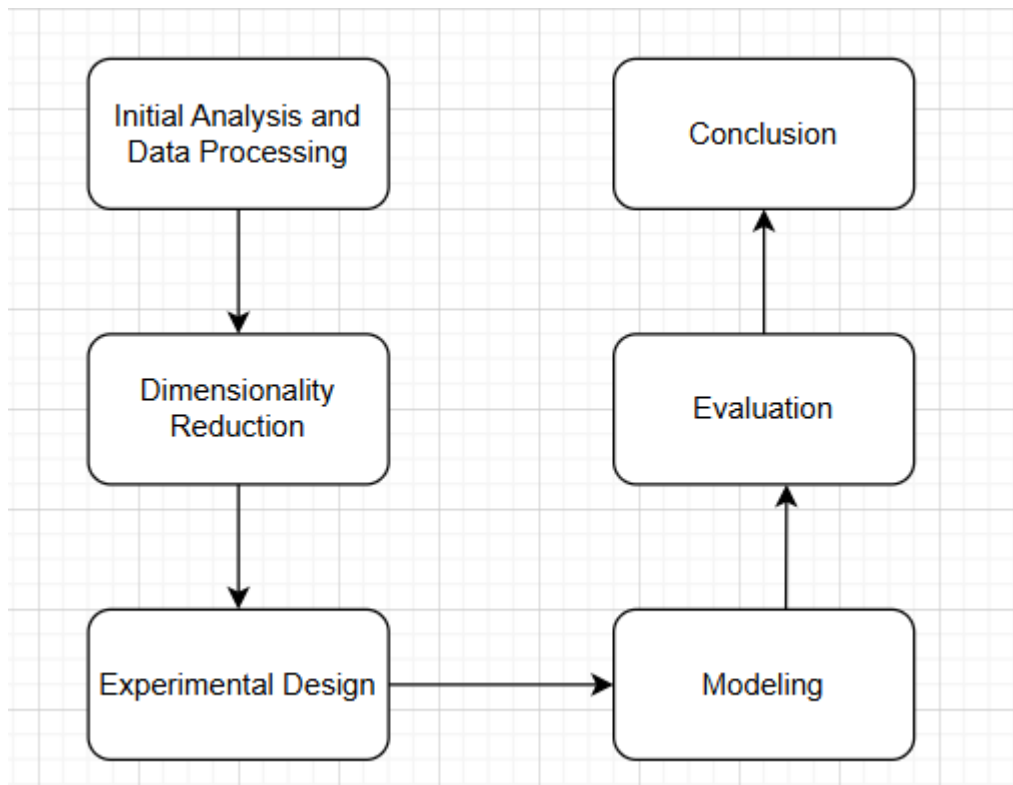 Initial Analysis and
Data Processing
Dimensionality
Reduction
Experimental Design
Modeling
Evaluation
Conclusion